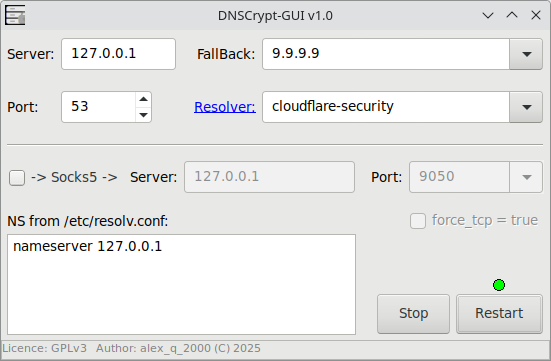 DNSCrypt-GUI v1.0
Server: 127.0.0.1 FallBack: 9.9.9.9
Port: 53 Resolver: cloudflare-security
-> Socks5 -> Server: 127.0.0.1 Port: 9050
NS from /etc/resolv.conf: force_tcp = true
nameserver 127.0.0.1
Stop Restart
Licence: GPLv3 Author: alex_q_2000 (C) 2025